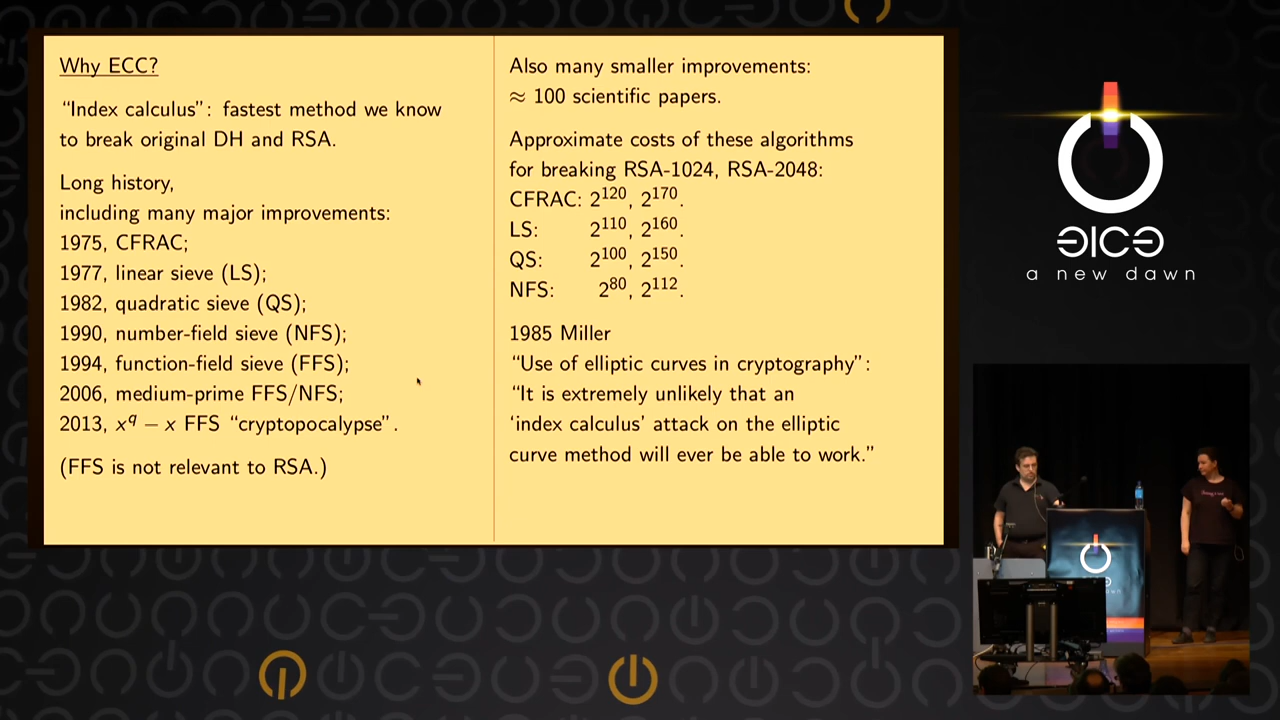 Why ECC?
“Index calculus”: fastest method we know
to break original DH and RSA.
Long history,
including many major improvements:
1975, CFRAC;
1977, linear sieve (LS);
1982, quadratic sieve (QS);
1990, number-field sieve (NFS);
1994, function-field sieve (FFS);
2006, medium-prime FFS/NFS;
2013, x^q − x FFS “cryptopocalypse”.
(FFS is not relevant to RSA.)
Also many smaller improvements:
≈ 100 scientific papers.
Approximate costs of these algorithms
for breaking RSA-1024, RSA-2048:
CFRAC: 2^120, 2^170.
LS: 2^110, 2^160.
QS: 2^100, 2^150.
NFS: 2^80, 2^112.
1985 Miller
“Use of elliptic curves in cryptography”:
“It is extremely unlikely that an
‘index calculus’ attack on the elliptic
curve method will ever be able to work.”
a new dawn